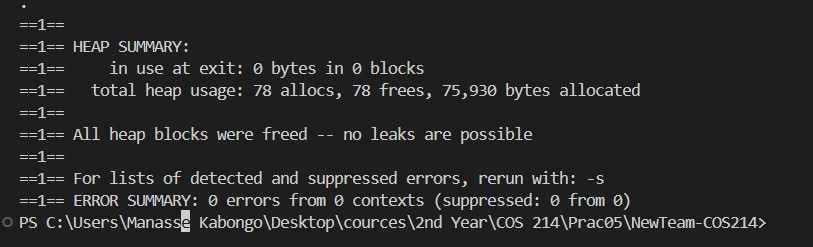 .
==1==
==1== HEAP SUMMARY:
==1==     in use at exit: 0 bytes in 0 blocks
==1==   total heap usage: 78 allocs, 78 frees, 75,930 bytes allocated
==1==
==1== All heap blocks were freed -- no leaks are possible
==1==
==1== For lists of detected and suppressed errors, rerun with: -s
==1== ERROR SUMMARY: 0 errors from 0 contexts (suppressed: 0 from 0)
PS C:\Users\Manasse Kabongo\Desktop\cources\2nd Year\COS 214\Prac05\NewTeam-COS214>